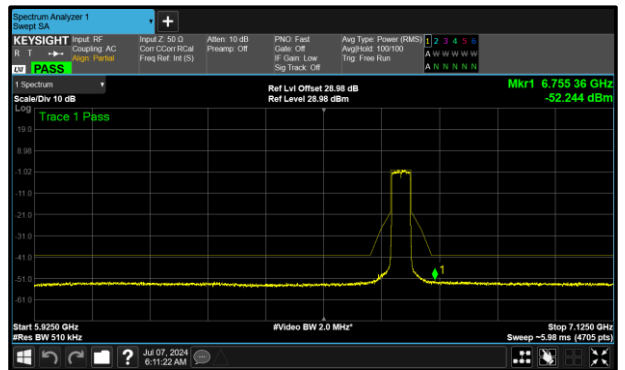 Spectrum Analyzer 1
Swept SA
KEYSIGHT
R T
LXI PASS
Input: RF
Coupling: AC
Align: Partial
Input Z: 50 Ω
Corr CCorr RCal
Freq Ref: Int (S)
Atten: 10 dB
Preamp: Off
PNO: Fast
Gate: Off
IF Gain: Low
Sig Track: Off
Avg Type: Power (RMS)
Avg|Hold: 100/100
Trig: Free Run
1 2 3 4 5 6
A W W W W W
A N N N N N
1 Spectrum
Scale/Div 10 dB
Ref Lvl Offset 28.98 dB
Ref Level 28.98 dBm
Mkr1 6.755 36 GHz
-52.244 dBm
Log
Trace 1 Pass
19.0
8.98
-1.02
-11.0
-21.0
-31.0
-41.0
-51.0
-61.0
1
Start 5.9250 GHz
#Res BW 510 kHz
#Video BW 2.0 MHz*
Stop 7.1250 GHz
Sweep ~5.98 ms (4705 pts)
?
Jul 07, 2024
6:11:22 AM